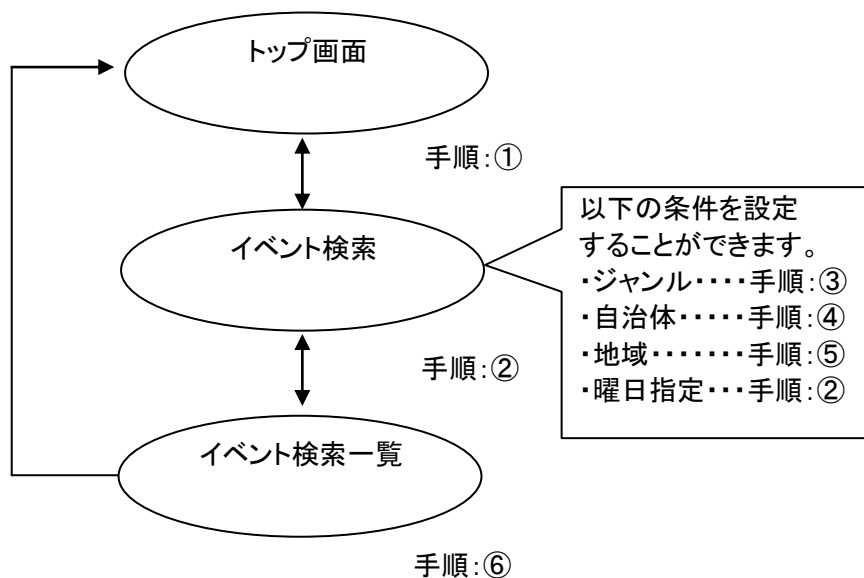 トップ画面
手順:①
イベント検索
以下の条件を設定
することができます。
・ジャンル・・・・手順:③
・自治体・・・・・手順:④
・地域・・・・・・・手順:⑤
・曜日指定・・・手順:②
手順:②
イベント検索一覧
手順:⑥